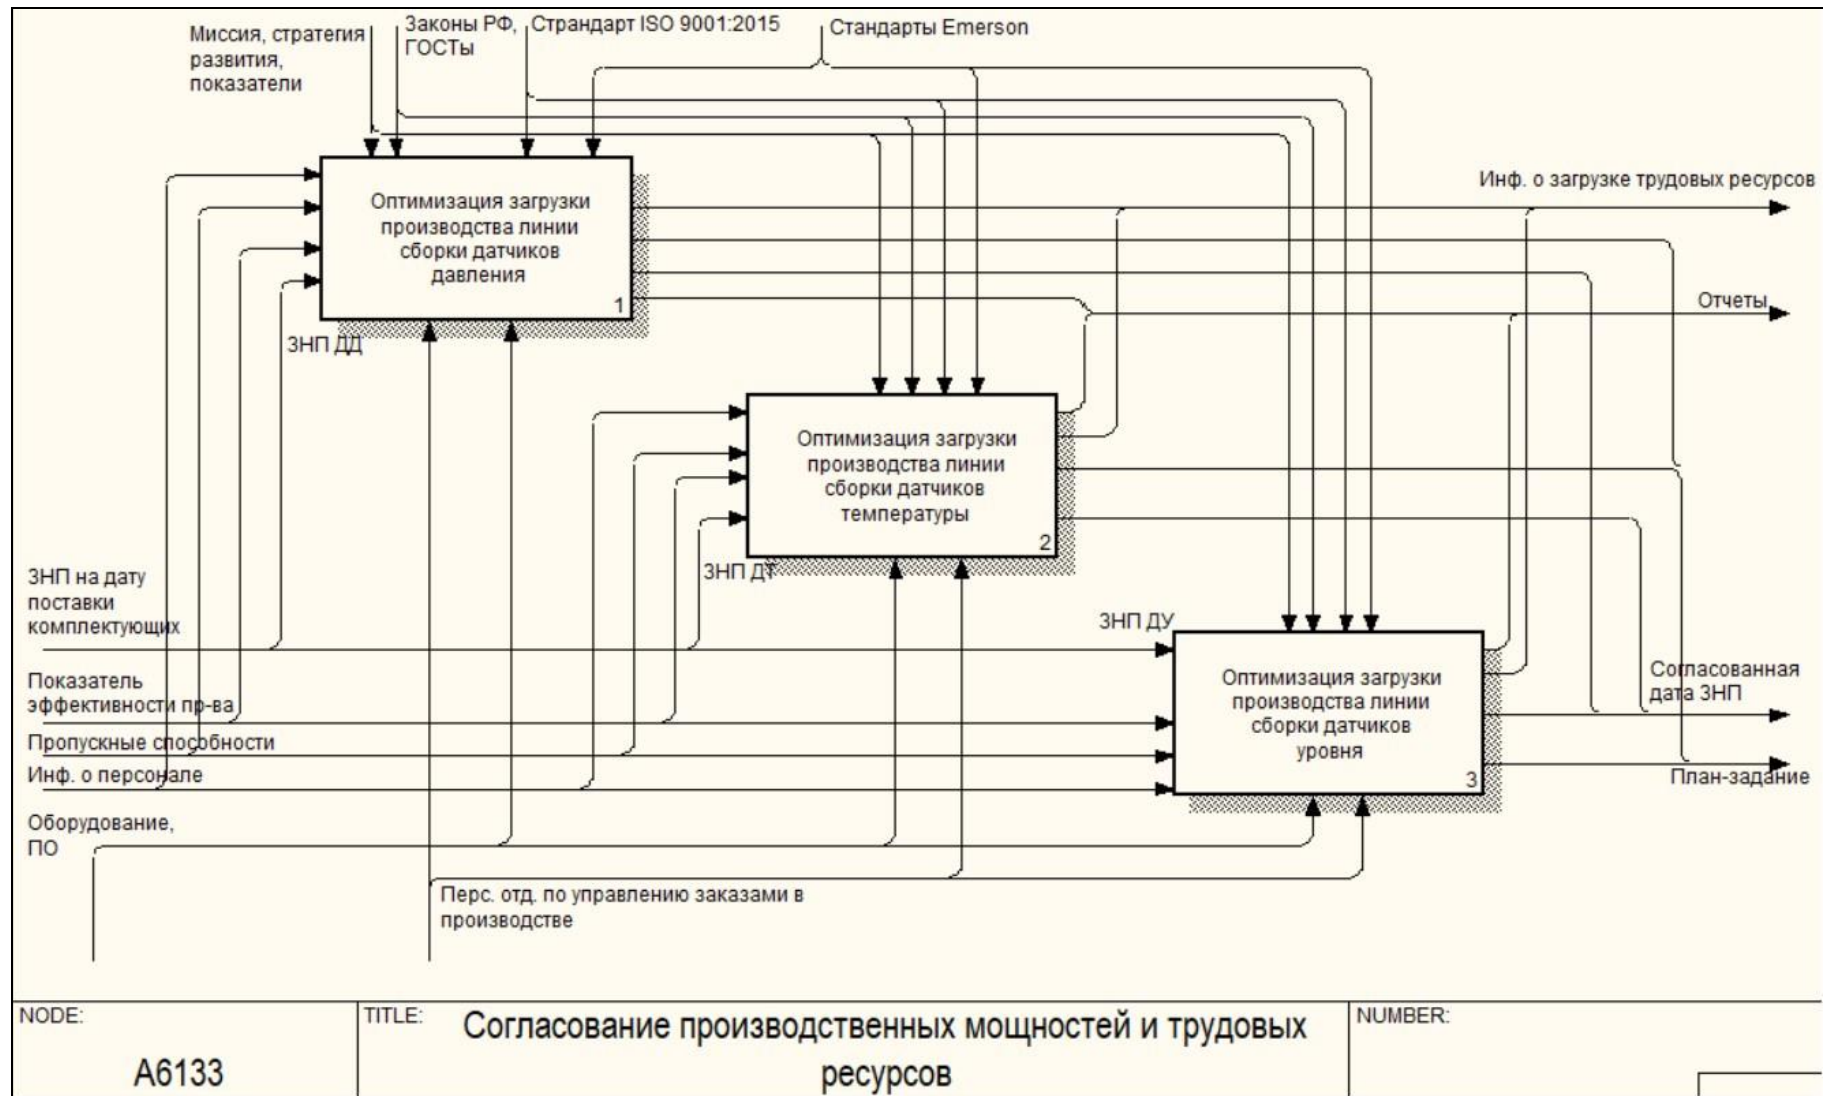 Миссия, стратегия
развития,
показатели
Законы РФ,
ГОСТы
Страндарт ISO 9001:2015
Стандарты Emerson
Оптимизация загрузки
производства линии
сборки датчиков
давления
1
ЗНП ДД
Инф. о загрузке трудовых ресурсов
Отчеты
Оптимизация загрузки
производства линии
сборки датчиков
температуры
2
ЗНП ДТ
ЗНП на дату
поставки
комплектующих
ЗНП ДУ
Оптимизация загрузки
производства линии
сборки датчиков
уровня
3
Показатель
эффективности пр-ва
Пропускные способности
Инф. о персонале
Оборудование,
ПО
Согласованная
дата ЗНП
План-задание
Перс. отд. по управлению заказами в
производстве
NODE:
A6133
TITLE:
Согласование производственных мощностей и трудовых
ресурсов
NUMBER: